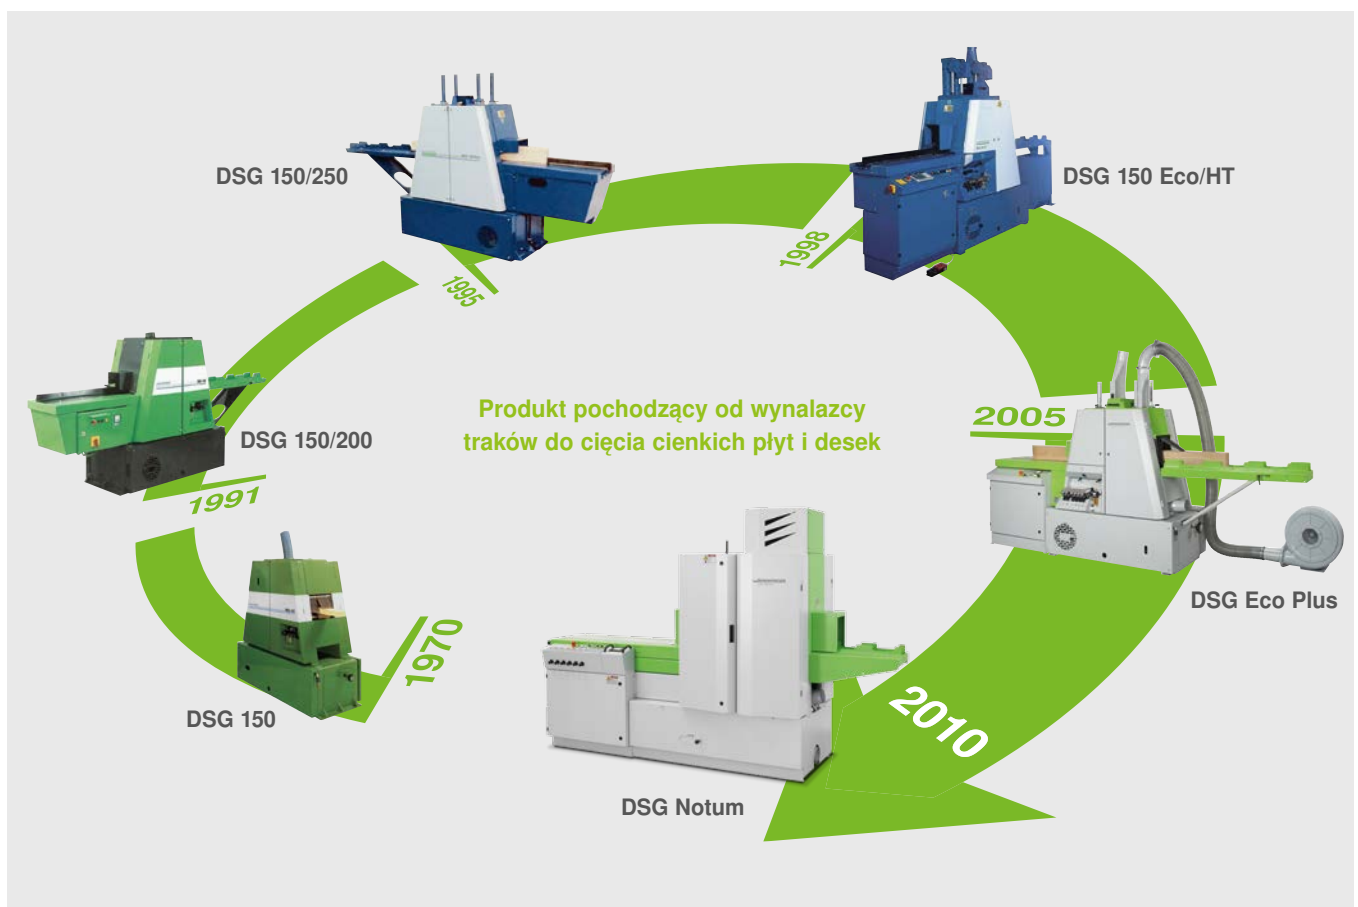 DSG 150/250
DSG 150 Eco/HT
1998
1995
Produkt pochodzący od wynalazcy
traków do cięcia cienkich płyt i desek
2005
DSG 150/200
1991
DSG Eco Plus
1970
2010
DSG 150
DSG Notum